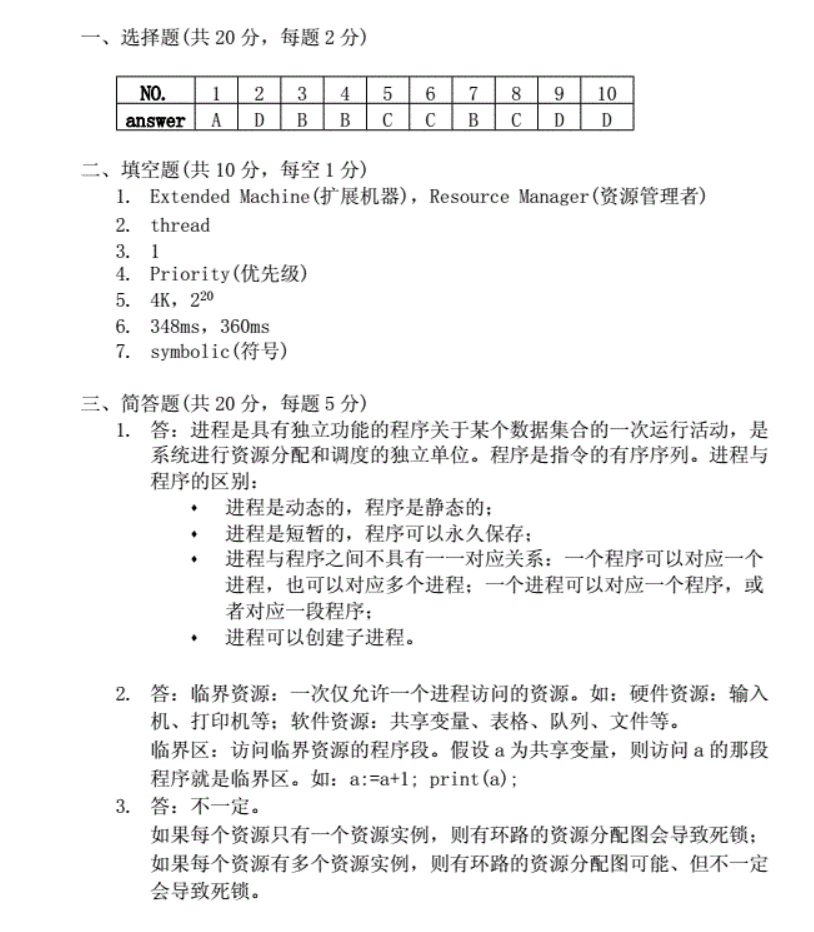 一、选择题(共 20 分，每题 2 分)
NO. 1 2 3 4 5 6 7 8 9 10
answer A D B B C C B C D D
二、填空题(共 10 分，每空 1 分)
1. Extended Machine(扩展机器)，Resource Manager(资源管理者)
2. thread
3. 1
4. Priority(优先级)
5. 4K，2²⁰
6. 348ms，360ms
7. symbolic(符号)
三、简答题(共 20 分，每题 5 分)
1. 答：进程是具有独立功能的程序关于某个数据集合的一次运行活动，是
系统进行资源分配和调度的独立单位。程序是指令的有序序列。进程与
程序的区别：
• 进程是动态的，程序是静态的；
• 进程是短暂的，程序可以永久保存；
• 进程与程序之间不具有一一对应关系：一个程序可以对应一个
进程，也可以对应多个进程；一个进程可以对应一个程序，或
者对应一段程序；
• 进程可以创建子进程。
2. 答：临界资源：一次仅允许一个进程访问的资源。如：硬件资源：输入
机、打印机等；软件资源：共享变量、表格、队列、文件等。
临界区：访问临界资源的程序段。假设 a 为共享变量，则访问 a 的那段
程序就是临界区。如：a:=a+1; print(a);
3. 答：不一定。
如果每个资源只有一个资源实例，则有环路的资源分配图会导致死锁；
如果每个资源有多个资源实例，则有环路的资源分配图可能、但不一定
会导致死锁。